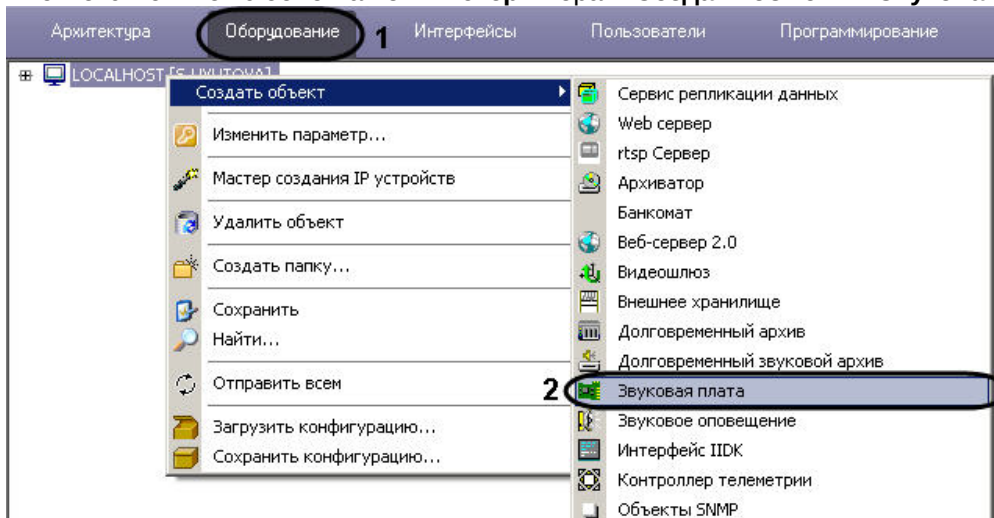 Архитектура Оборудование 1 Интерфейсы Пользователи Программирование
LOCALHOST
Создать объект
Изменить параметр...
Мастер создания IP устройств
Удалить объект
Создать папку...
Сохранить
Найти...
Отправить всем
Загрузить конфигурацию...
Сохранить конфигурацию...
Сервис репликации данных
Web сервер
rtsp Сервер
Архиватор
Банкомат
Веб-сервер 2.0
Видеошлюз
Внешнее хранилище
Долговременный архив
Долговременный звуковой архив
2 Звуковая плата
Звуковое оповещение
Интерфейс IIDK
Контроллер телеметрии
Объекты SNMP